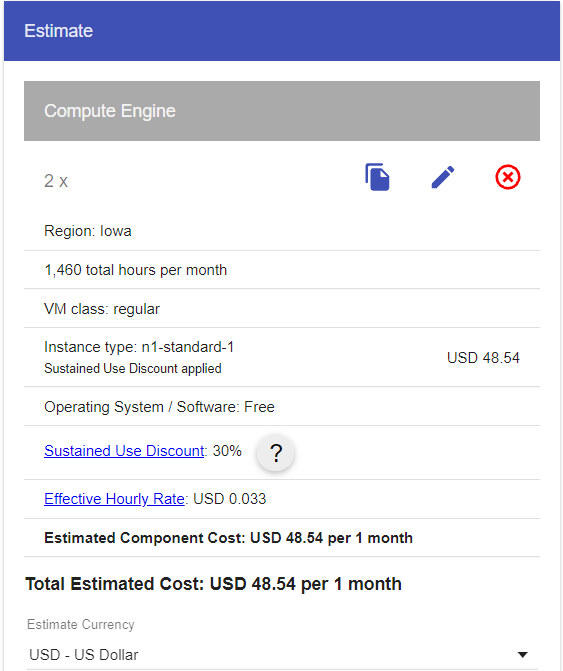 Estimate
Compute Engine
2 x
Region: Iowa
1,460 total hours per month
VM class: regular
Instance type: n1-standard-1
USD 48.54
Sustained Use Discount applied
Operating System / Software: Free
Sustained Use Discount: 30% ?
Effective Hourly Rate: USD 0.033
Estimated Component Cost: USD 48.54 per 1 month
Total Estimated Cost: USD 48.54 per 1 month
Estimate Currency
USD - US Dollar